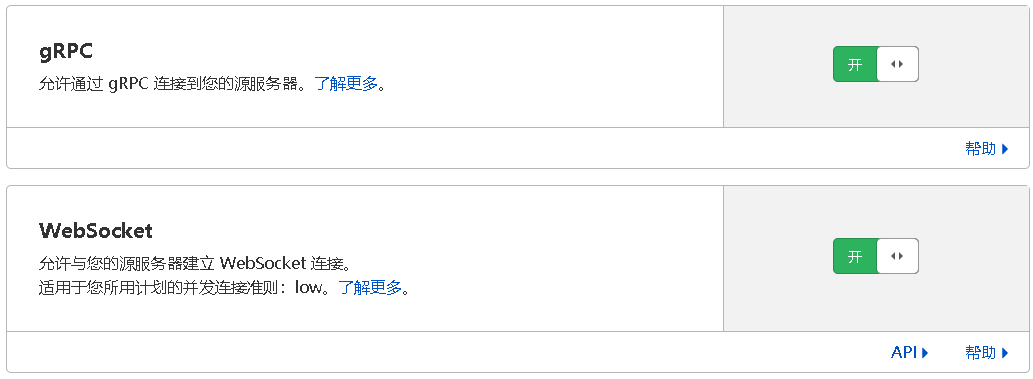 gRPC
允许通过 gRPC 连接到您的源服务器。了解更多。
开
帮助
WebSocket
允许与您的源服务器建立 WebSocket 连接。
适用于您所用计划的并发连接准则：low。了解更多。
开
API
帮助